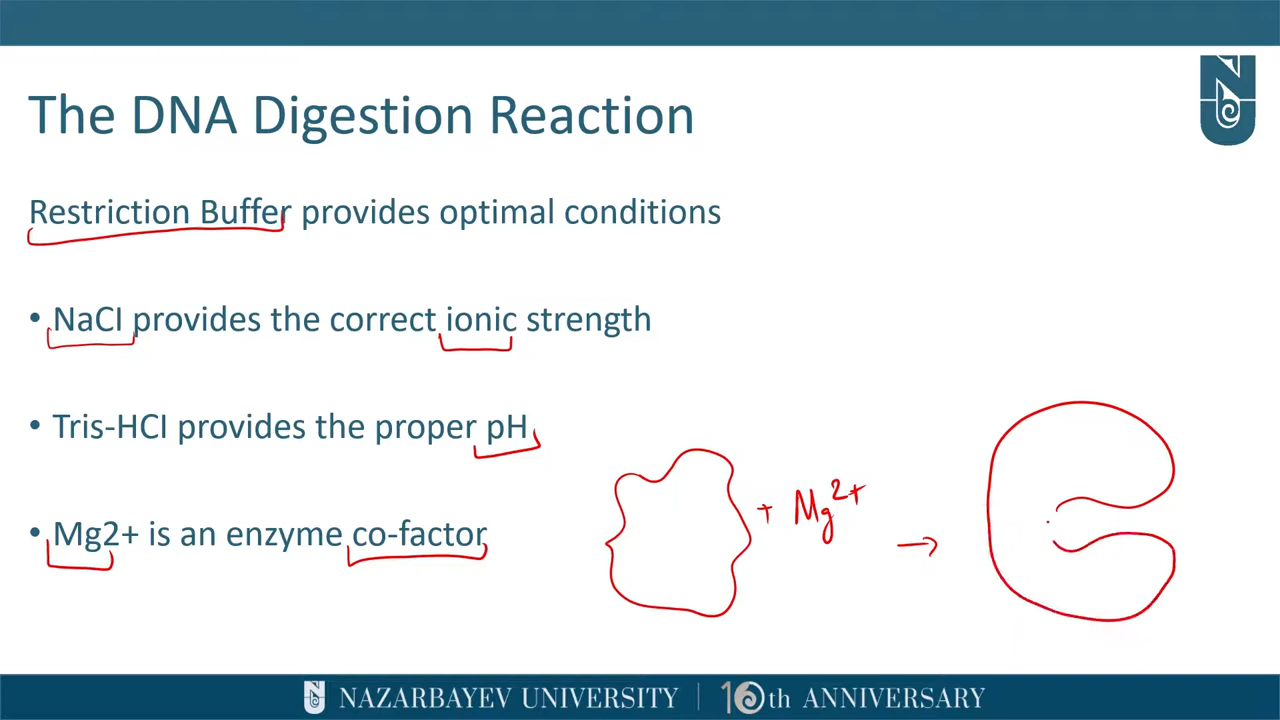 The DNA Digestion Reaction
Restriction Buffer provides optimal conditions
• NaCl provides the correct ionic strength
• Tris-HCl provides the proper pH
• Mg2+ is an enzyme co-factor
+ Mg²⁺ →
NAZARBAYEV UNIVERSITY | 10th ANNIVERSARY